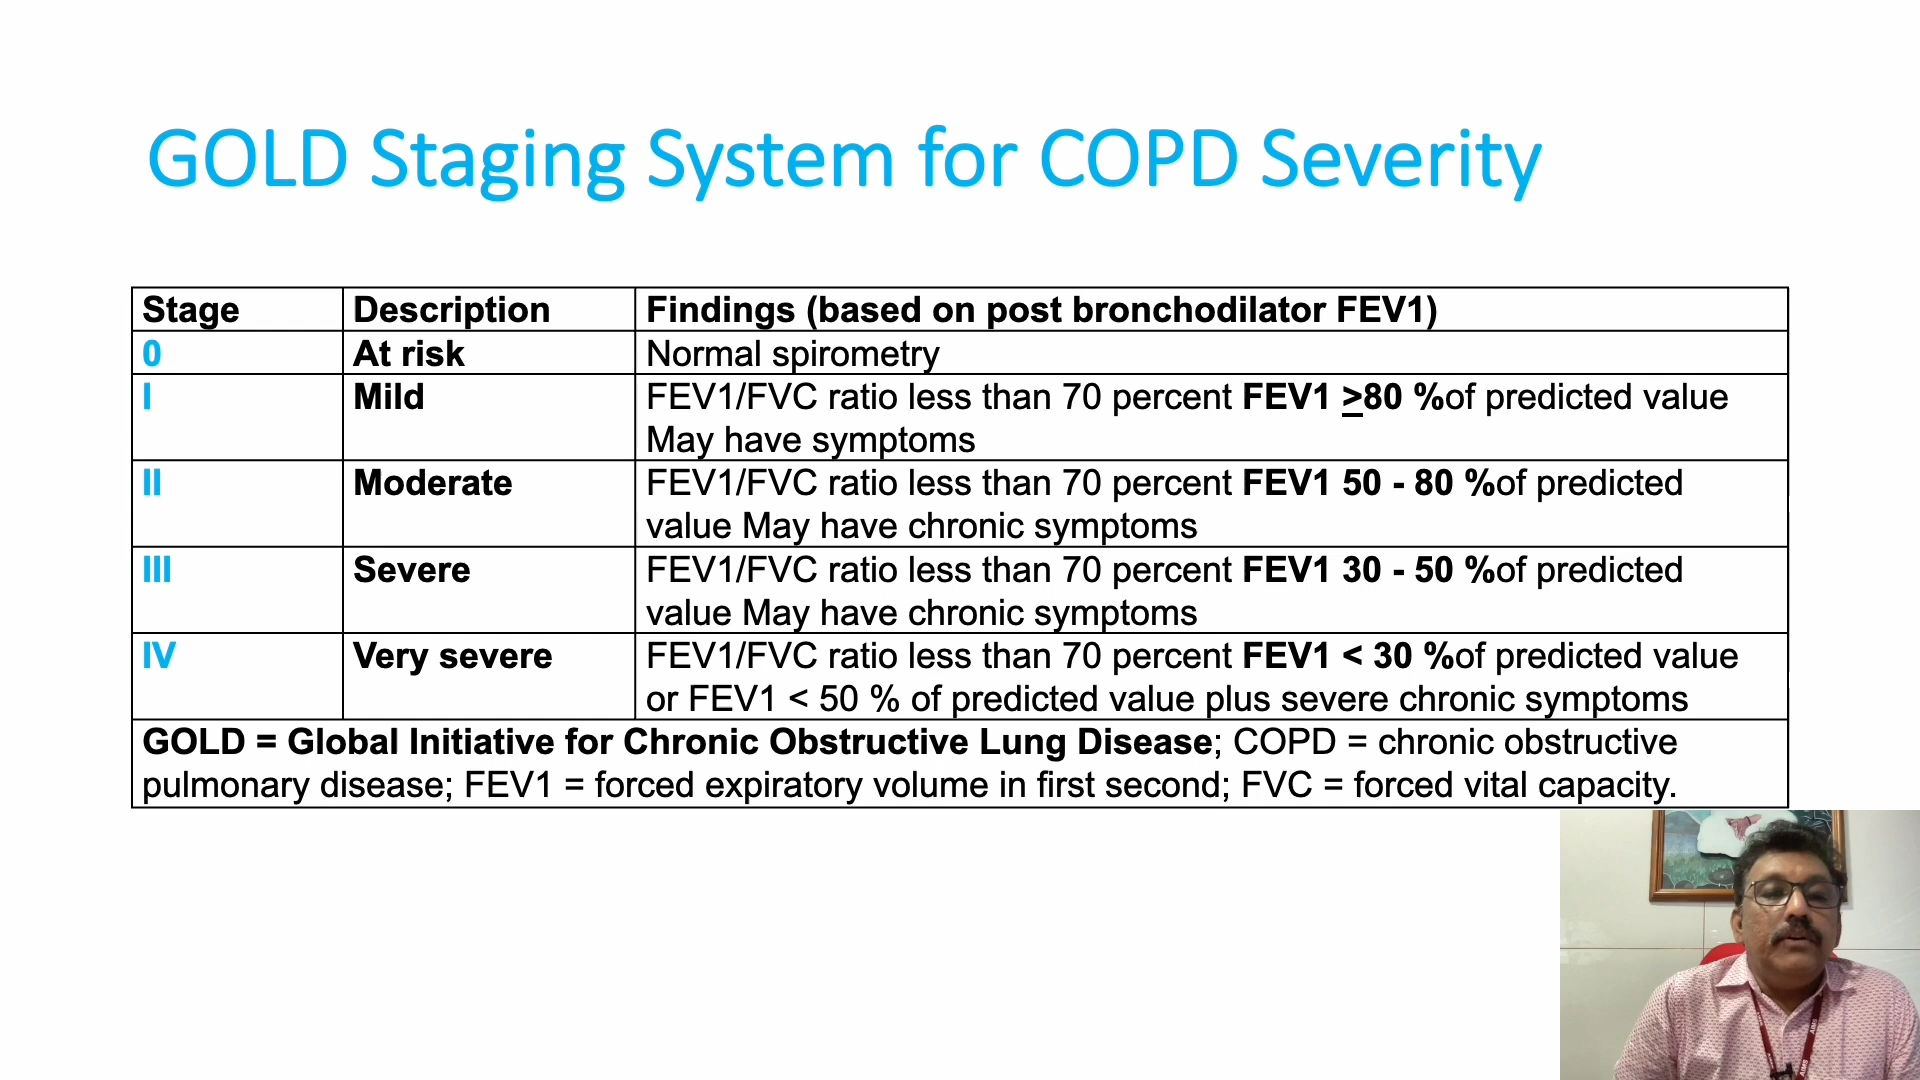 GOLD Staging System for COPD Severity
Stage Description Findings (based on post bronchodilator FEV1)
0 At risk Normal spirometry
I Mild FEV1/FVC ratio less than 70 percent FEV1 ≥80 %of predicted value
May have symptoms
II Moderate FEV1/FVC ratio less than 70 percent FEV1 50 - 80 %of predicted
value May have chronic symptoms
III Severe FEV1/FVC ratio less than 70 percent FEV1 30 - 50 %of predicted
value May have chronic symptoms
IV Very severe FEV1/FVC ratio less than 70 percent FEV1 < 30 %of predicted value
or FEV1 < 50 % of predicted value plus severe chronic symptoms
GOLD = Global Initiative for Chronic Obstructive Lung Disease; COPD = chronic obstructive
pulmonary disease; FEV1 = forced expiratory volume in first second; FVC = forced vital capacity.
AIMS
AIMS